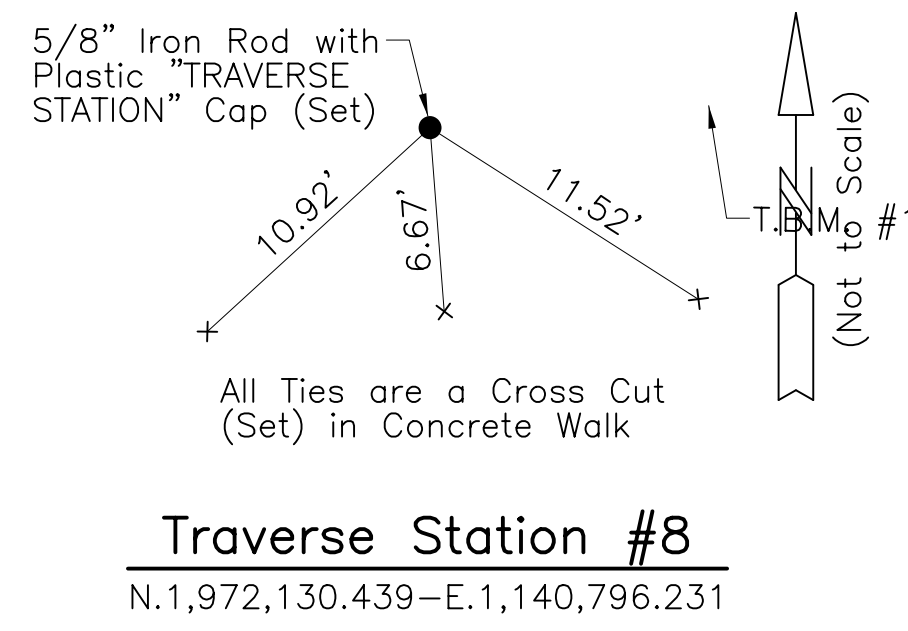 5/8” Iron Rod with
Plastic ”TRAVERSE
STATION” Cap (Set)
10.92’
6.67’
11.52’
T.B.M. #1
N
(Not to Scale)
All Ties are a Cross Cut
(Set) in Concrete Walk
Traverse Station #8
N.1,972,130.439–E.1,140,796.231